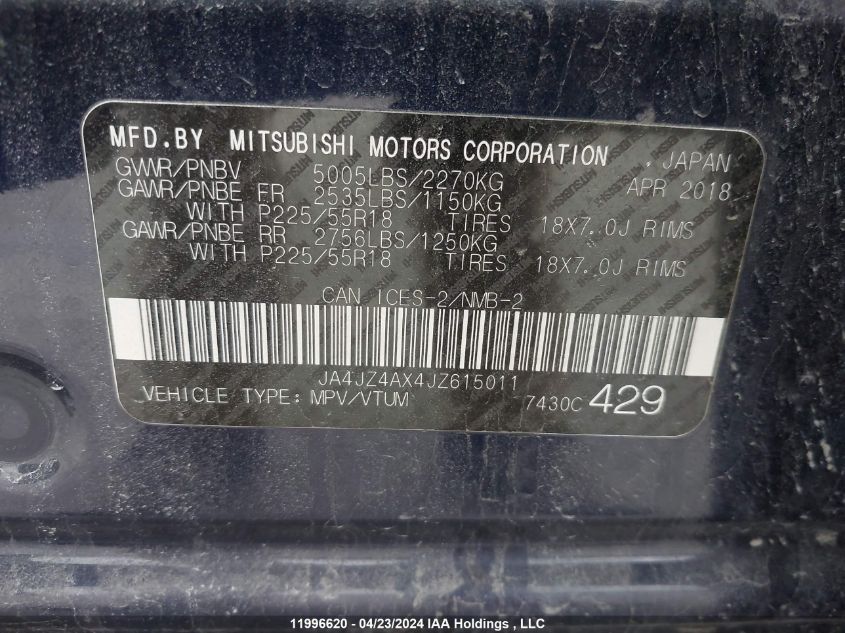 MFD.BY MITSUBISHI MOTORS CORPORATION . JAPAN
GVWR/PNBV 5005LBS/2270KG APR 2018
GAWR/PNBE FR 2535LBS/1150KG
WITH P225/55R18 TIRES 18X7.0J RIMS
GAWR/PNBE RR 2756LBS/1250KG
WITH P225/55R18 TIRES 18X7.0J RIMS
CAN ICES-2/NMB-2
JA4JZ4AX4JZ615011
VEHICLE TYPE: MPV/VTUM 7430C 429
11996620 - 04/23/2024 IAA Holdings , LLC